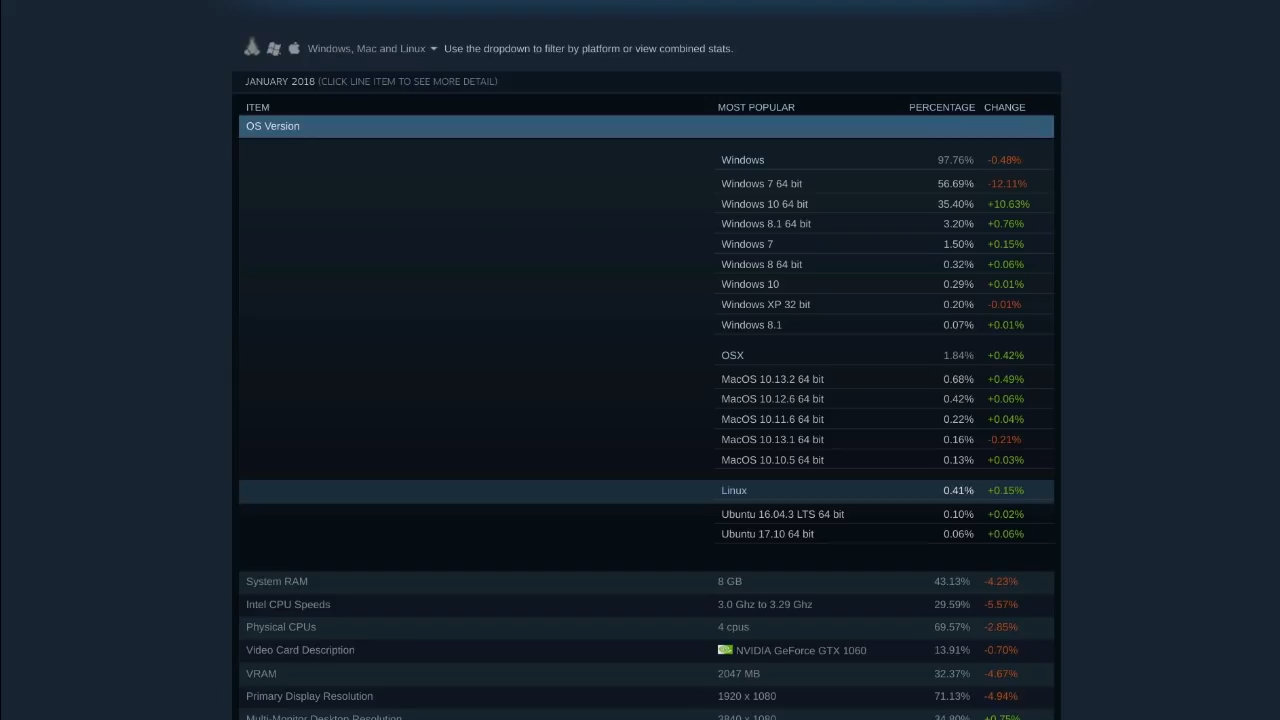 Windows, Mac and Linux Use the dropdown to filter by platform or view combined stats.
JANUARY 2018 (CLICK LINE ITEM TO SEE MORE DETAIL)
ITEM MOST POPULAR PERCENTAGE CHANGE
OS Version
Windows 97.76% -0.48%
Windows 7 64 bit 56.69% -12.11%
Windows 10 64 bit 35.40% +10.63%
Windows 8.1 64 bit 3.20% +0.76%
Windows 7 1.50% +0.15%
Windows 8 64 bit 0.32% +0.06%
Windows 10 0.29% +0.01%
Windows XP 32 bit 0.20% -0.01%
Windows 8.1 0.07% +0.01%
OSX 1.84% +0.42%
MacOS 10.13.2 64 bit 0.68% +0.49%
MacOS 10.12.6 64 bit 0.42% +0.06%
MacOS 10.11.6 64 bit 0.22% +0.04%
MacOS 10.13.1 64 bit 0.16% -0.21%
MacOS 10.10.5 64 bit 0.13% +0.03%
Linux 0.41% +0.15%
Ubuntu 16.04.3 LTS 64 bit 0.10% +0.02%
Ubuntu 17.10 64 bit 0.06% +0.06%
System RAM 8 GB 43.13% -4.23%
Intel CPU Speeds 3.0 Ghz to 3.29 Ghz 29.59% -5.57%
Physical CPUs 4 cpus 69.57% -2.85%
Video Card Description NVIDIA GeForce GTX 1060 13.91% -0.70%
VRAM 2047 MB 32.37% -4.67%
Primary Display Resolution 1920 x 1080 71.13% -4.94%
Multi-Monitor Desktop Resolution 3840 x 1080 34.80% +0.75%